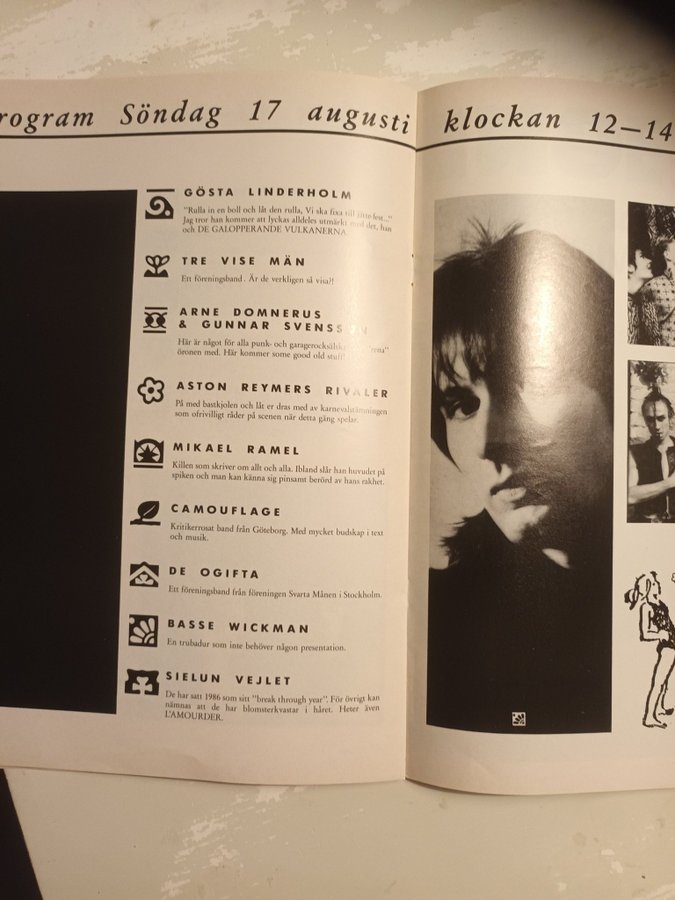 rogram Söndag 17 augusti klockan 12—14
GÖSTA LINDERHOLM
"Rulla in en boll och låt den rulla, Vi ska fixa till
Jag tror han kommer att lyckas alldeles utmärkt med det, han
och DE GALOPPERANDE VULKANERNA.
TRE VISE MÄN
Ett föreningsband. Är de verkligen så visa?!
ARNE DOMNERUS
& GUNNAR SVENSSON
Här är något för alla punk- och "rena"
öronen med. Här kommer some good old stuff!
ASTON REYMERS RIVALER
På med bastkjolen och låt er dras med av karnevalstämningen
som ofrivilligt råder på scenen när detta gäng spelar.
MIKAEL RAMEL
Killen som skriver om allt och alla. Ibland slår han huvudet på
spiken och man kan känna sig pinsamt berörd av hans rakhet.
CAMOUFLAGE
Kritikerrosat band från Göteborg. Med mycket budskap i text
och musik.
DE OGIFTA
Ett föreningsband från föreningen Svarta Månen i Stockholm.
BASSE WICKMAN
En trubadur som inte behöver någon presentation.
SIELUN VEJLET
De har satt 1986 som sitt "break through year". För övrigt kan
nämnas att de har blomsterkvastar i håret. Heter även
L'AMOURDER.